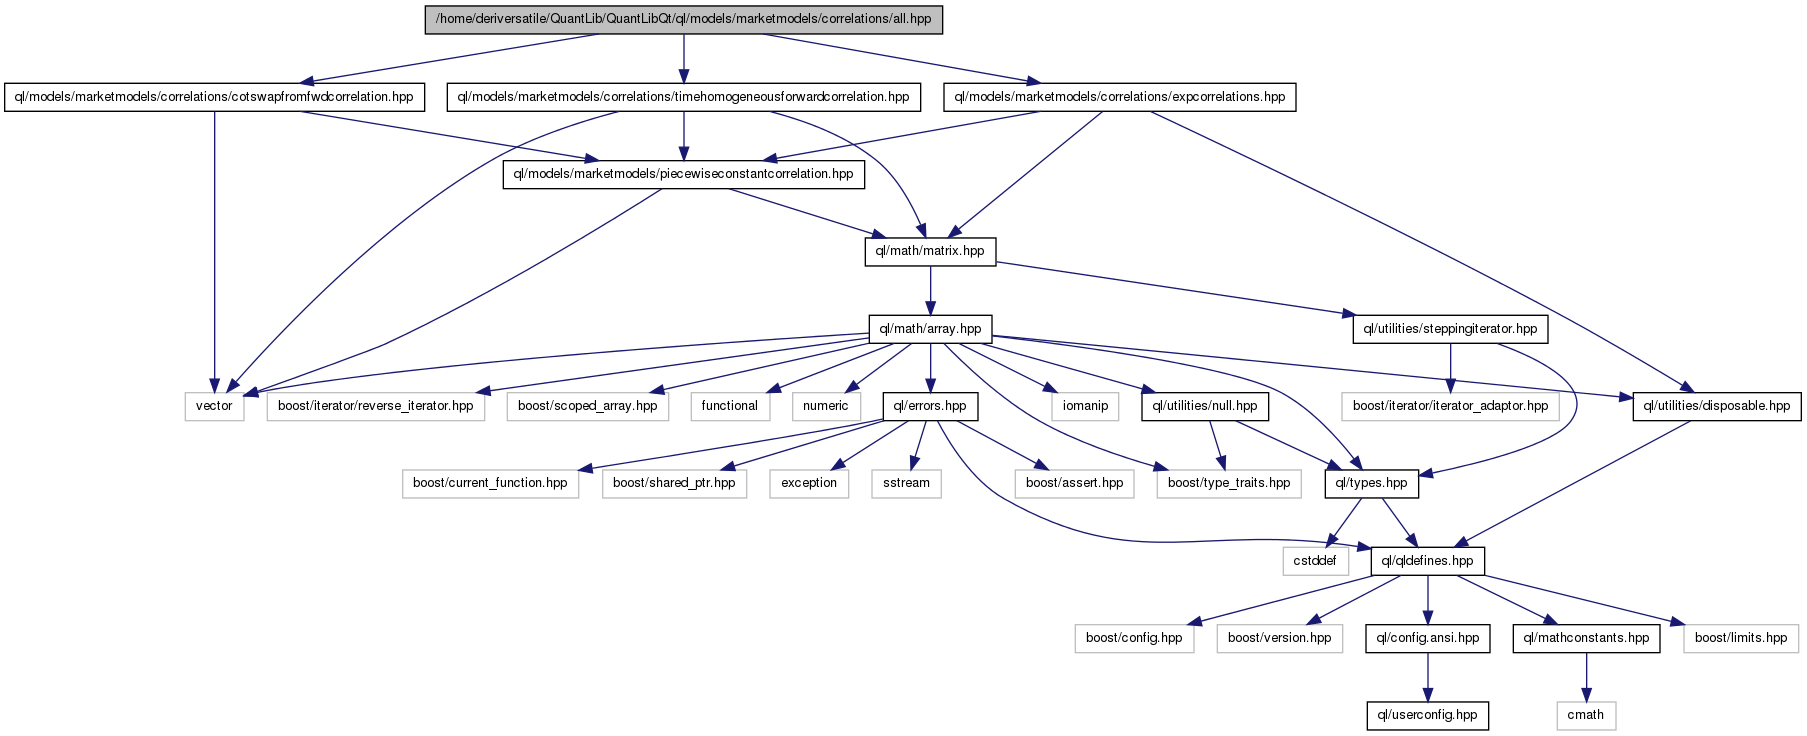 /home/deriversatile/QuantLib/QuantLibQt/ql/models/marketmodels/correlations/all.hpp
ql/models/marketmodels/correlations/cotswapfromfwdcorrelation.hpp
ql/models/marketmodels/correlations/timehomogeneousforwardcorrelation.hpp
ql/models/marketmodels/correlations/expcorrelations.hpp
ql/models/marketmodels/piecewiseconstantcorrelation.hpp
ql/math/matrix.hpp
ql/math/array.hpp
ql/utilities/steppingiterator.hpp
vector
boost/iterator/reverse_iterator.hpp
boost/scoped_array.hpp
functional
numeric
ql/errors.hpp
iomanip
ql/utilities/null.hpp
boost/iterator/iterator_adaptor.hpp
ql/utilities/disposable.hpp
boost/current_function.hpp
boost/shared_ptr.hpp
exception
sstream
boost/assert.hpp
boost/type_traits.hpp
ql/types.hpp
cstddef
ql/qldefines.hpp
boost/config.hpp
boost/version.hpp
ql/config.ansi.hpp
ql/mathconstants.hpp
boost/limits.hpp
ql/userconfig.hpp
cmath